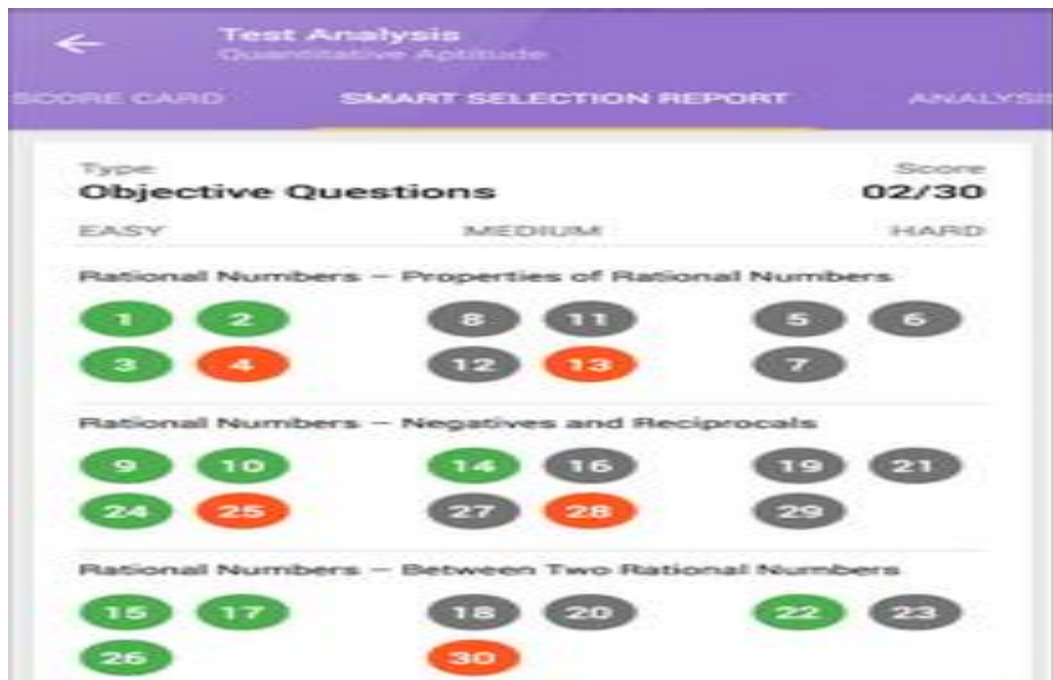 Test Analysis
Quantitative Aptitude
SCORE CARD SMART SELECTION REPORT ANALYSI
Type Score
Objective Questions 02/30
EASY MEDIUM HARD
Rational Numbers – Properties of Rational Numbers
1 2 8 11 5 6
3 4 12 13 7
Rational Numbers – Negatives and Reciprocals
9 10 14 16 19 21
24 25 27 28 29
Rational Numbers – Between Two Rational Numbers
15 17 18 20 22 23
26 30